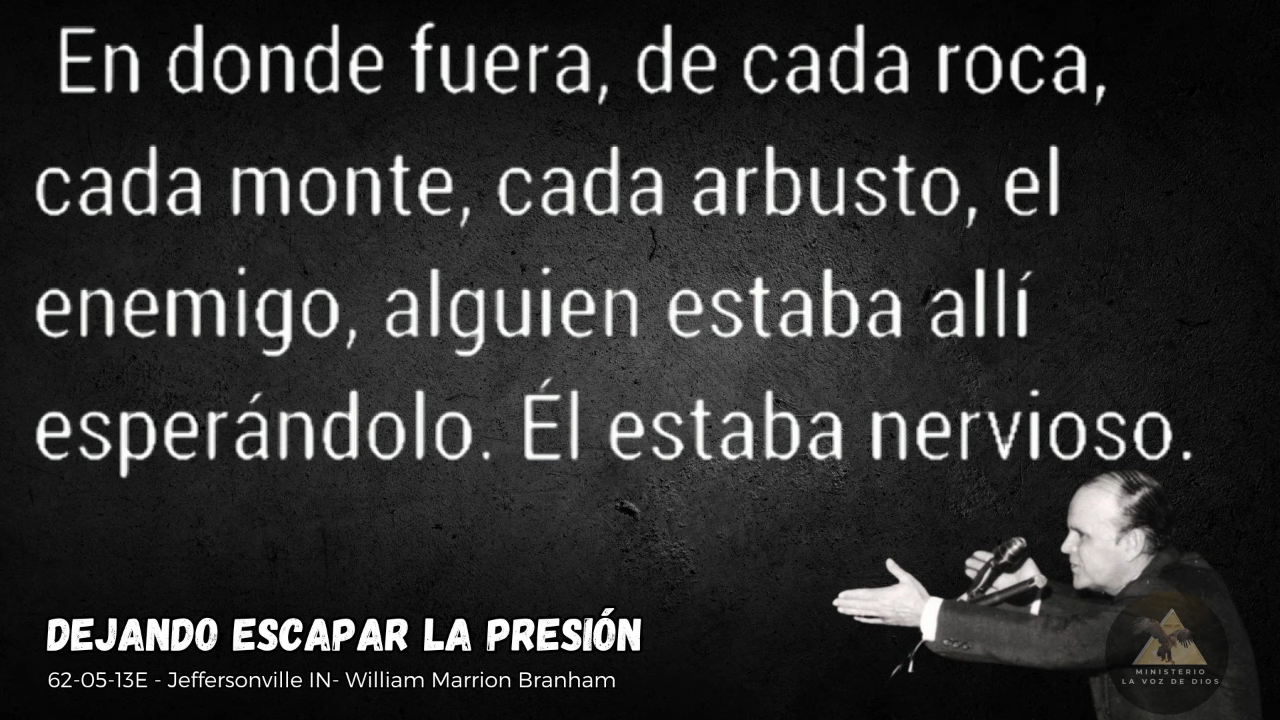 En donde fuera, de cada roca,
cada monte, cada arbusto, el
enemigo, alguien estaba allí
esperándolo. Él estaba nervioso.
DEJANDO ESCAPAR LA PRESIÓN
62-05-13E - Jeffersonville IN- William Marrion Branham
MINISTERIO
LA VOZ DE DIOS